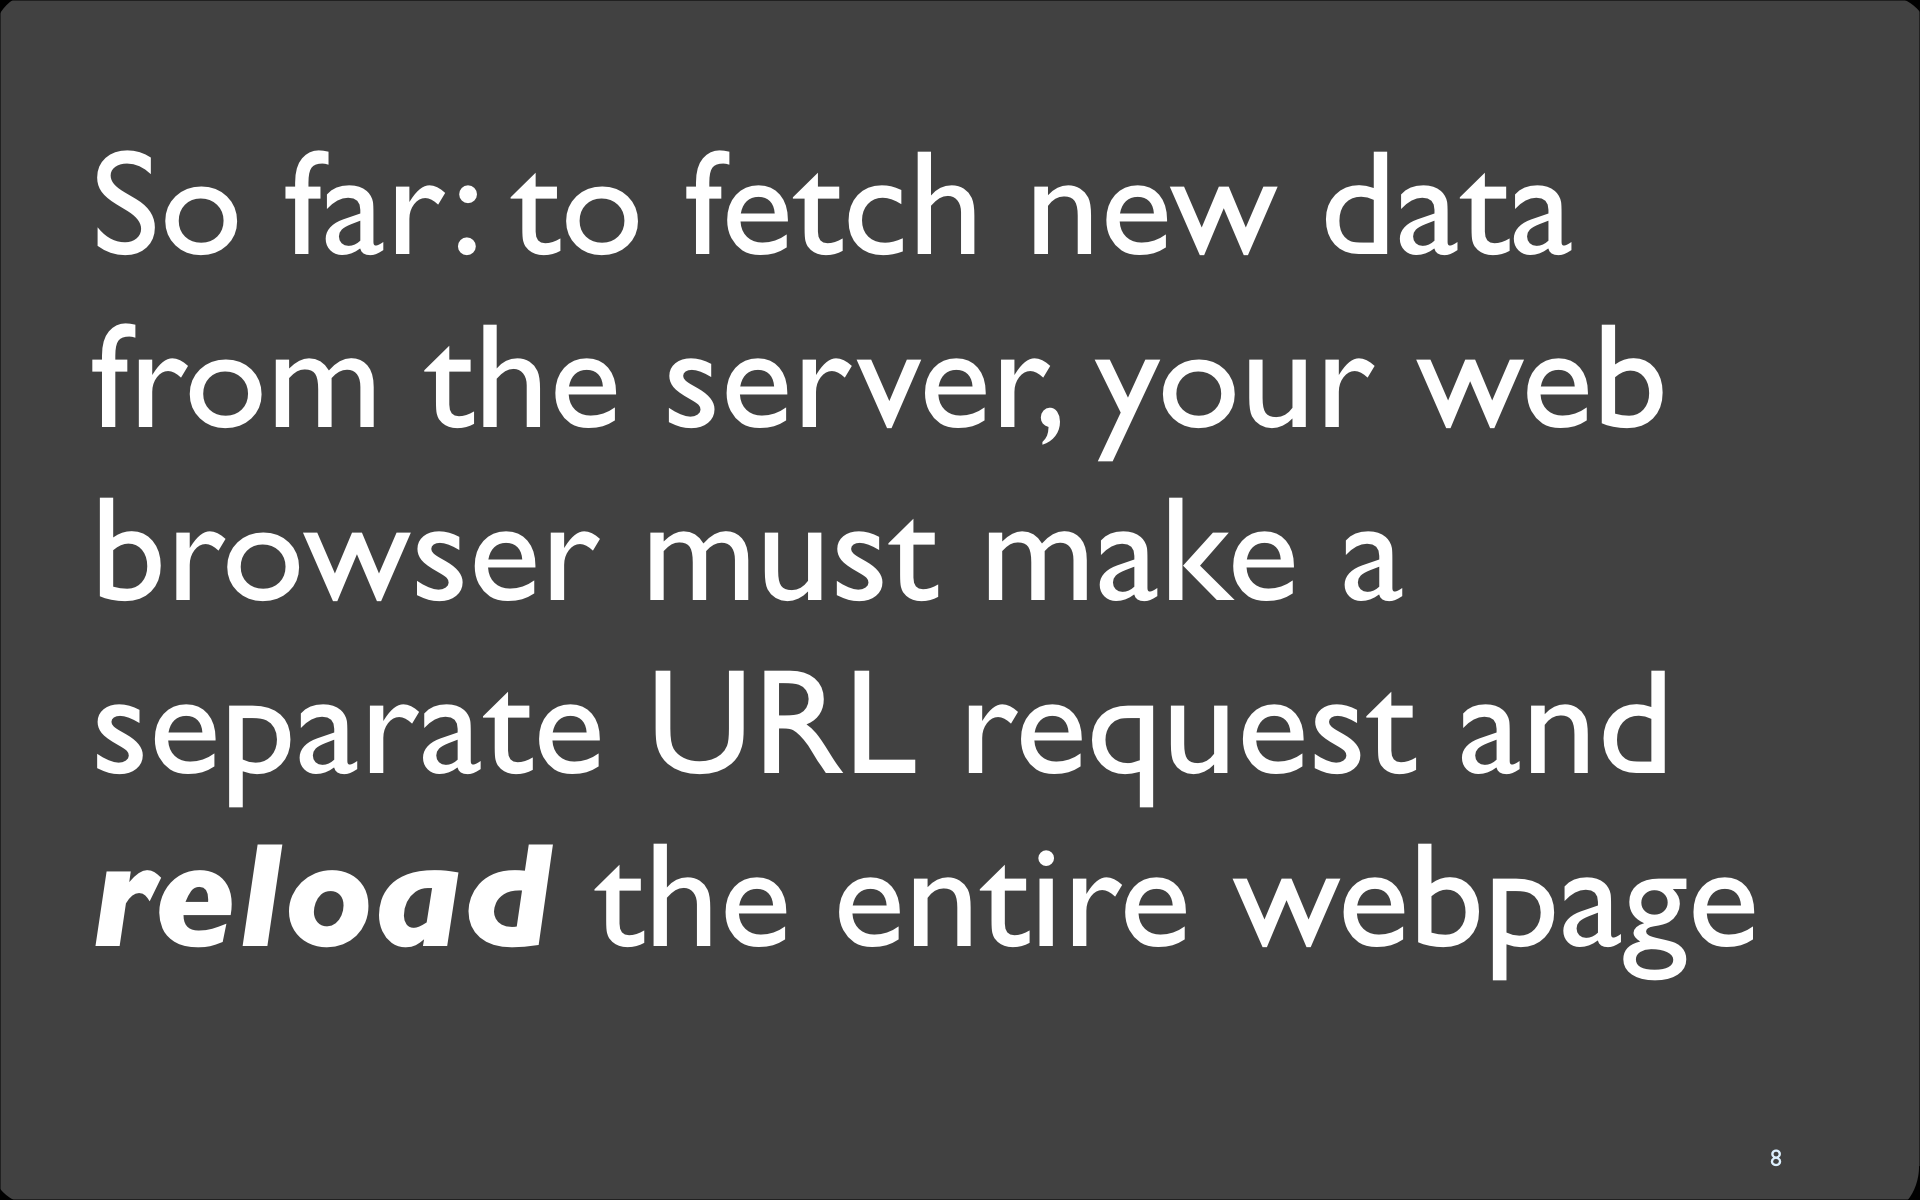 So far: to fetch new data
from the server, your web
browser must make a
separate URL request and
reload the entire webpage
8